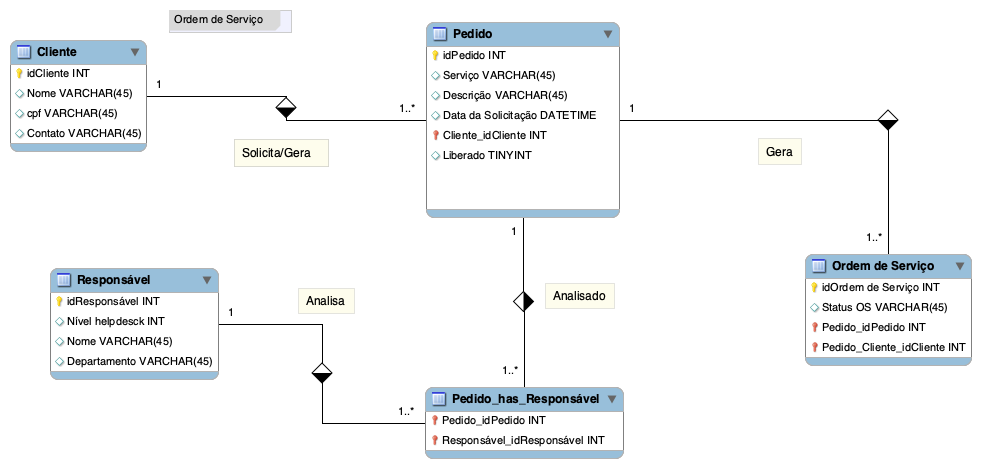 Ordem de Serviço
Cliente
idCliente INT
Nome VARCHAR(45)
cpf VARCHAR(45)
Contato VARCHAR(45)
1
1..*
Solicita/Gera
Pedido
idPedido INT
Serviço VARCHAR(45)
Descrição VARCHAR(45)
Data da Solicitação DATETIME
Cliente_idCliente INT
Liberado TINYINT
1
Gera
1..*
1
Analisado
1..*
Responsável
idResponsável INT
Nível helpdesck INT
Nome VARCHAR(45)
Departamento VARCHAR(45)
1
Analisa
1..*
Pedido_has_Responsável
Pedido_idPedido INT
Responsável_idResponsável INT
Ordem de Serviço
idOrdem de Serviço INT
Status OS VARCHAR(45)
Pedido_idPedido INT
Pedido_Cliente_idCliente INT